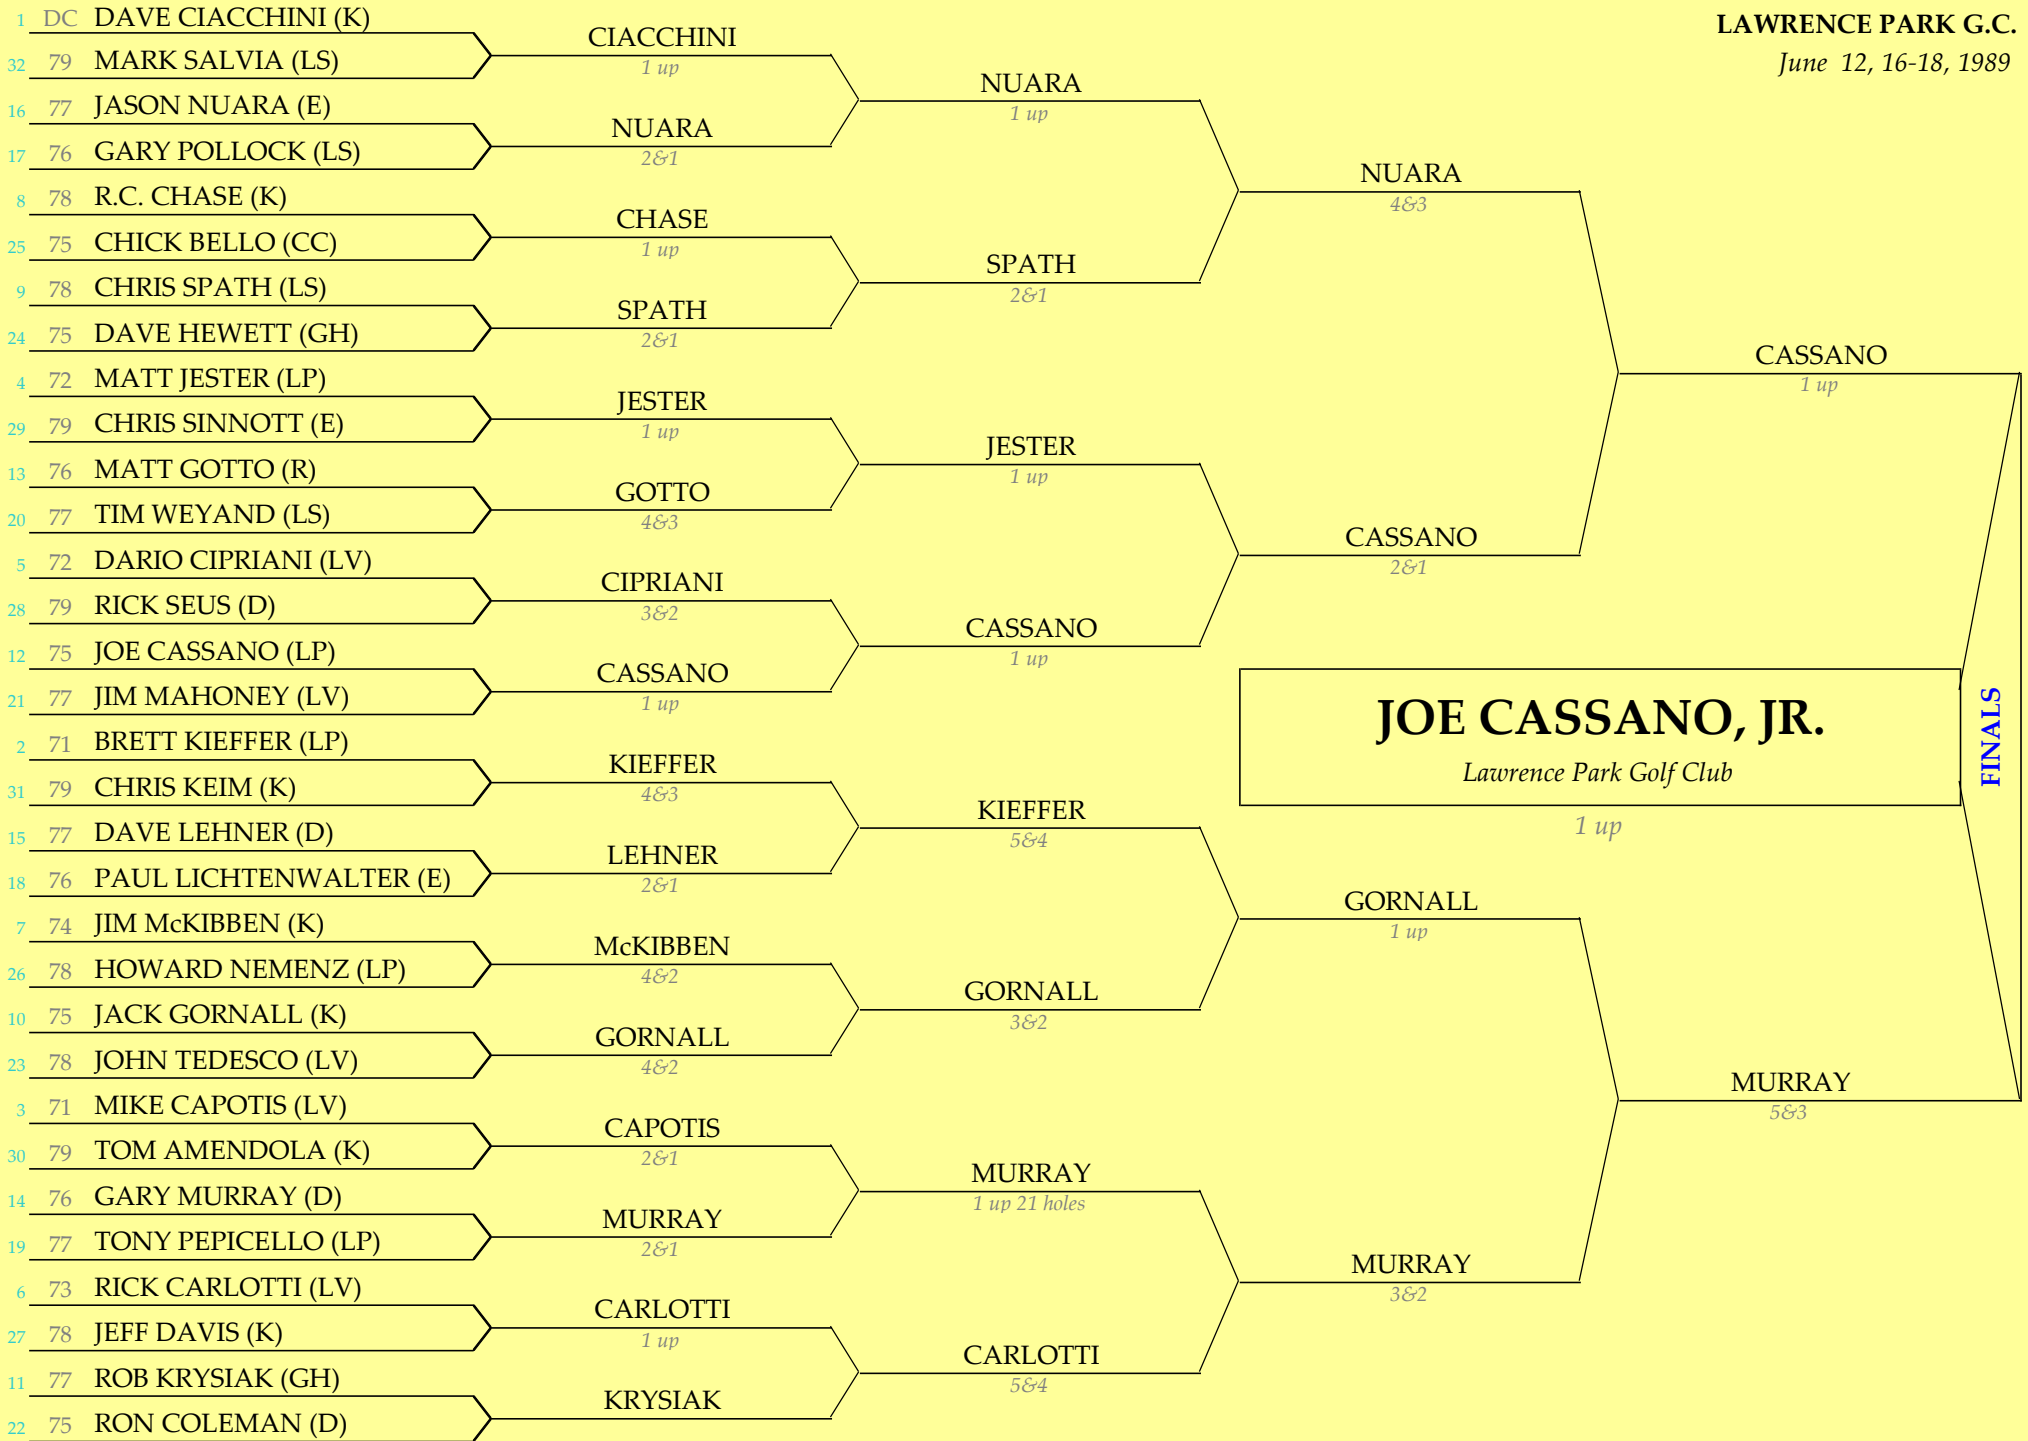 LAWRENCE PARK G.C.
June 12, 16-18, 1989
1 DC DAVE CIACCHINI (K)
32 79 MARK SALVIA (LS)
16 77 JASON NUARA (E)
17 76 GARY POLLOCK (LS)
8 78 R.C. CHASE (K)
25 75 CHICK BELLO (CC)
9 78 CHRIS SPATH (LS)
24 75 DAVE HEWETT (GH)
4 72 MATT JESTER (LP)
29 79 CHRIS SINNOTT (E)
13 76 MATT GOTTO (R)
20 77 TIM WEYAND (LS)
5 72 DARIO CIPRIANI (LV)
28 79 RICK SEUS (D)
12 75 JOE CASSANO (LP)
21 77 JIM MAHONEY (LV)
2 71 BRETT KIEFFER (LP)
31 79 CHRIS KEIM (K)
15 77 DAVE LEHNER (D)
18 76 PAUL LICHTENWALTER (E)
7 74 JIM McKIBBEN (K)
26 78 HOWARD NEMENZ (LP)
10 75 JACK GORNALL (K)
23 78 JOHN TEDESCO (LV)
3 71 MIKE CAPOTIS (LV)
30 79 TOM AMENDOLA (K)
14 76 GARY MURRAY (D)
19 77 TONY PEPICELLO (LP)
6 73 RICK CARLOTTI (LV)
27 78 JEFF DAVIS (K)
11 77 ROB KRYSIAK (GH)
22 75 RON COLEMAN (D)
CIACCHINI
1 up
NUARA
2&1
CHASE
1 up
SPATH
2&1
JESTER
1 up
GOTTO
4&3
CIPRIANI
3&2
CASSANO
1 up
KIEFFER
4&3
LEHNER
2&1
McKIBBEN
4&2
GORNALL
4&2
CAPOTIS
2&1
MURRAY
2&1
CARLOTTI
1 up
KRYSIAK
NUARA
1 up
SPATH
2&1
JESTER
1 up
CASSANO
1 up
KIEFFER
5&4
GORNALL
3&2
MURRAY
1 up 21 holes
CARLOTTI
5&4
NUARA
4&3
CASSANO
2&1
GORNALL
1 up
MURRAY
3&2
CASSANO
1 up
MURRAY
5&3
FINALS
JOE CASSANO, JR.
Lawrence Park Golf Club
1 up